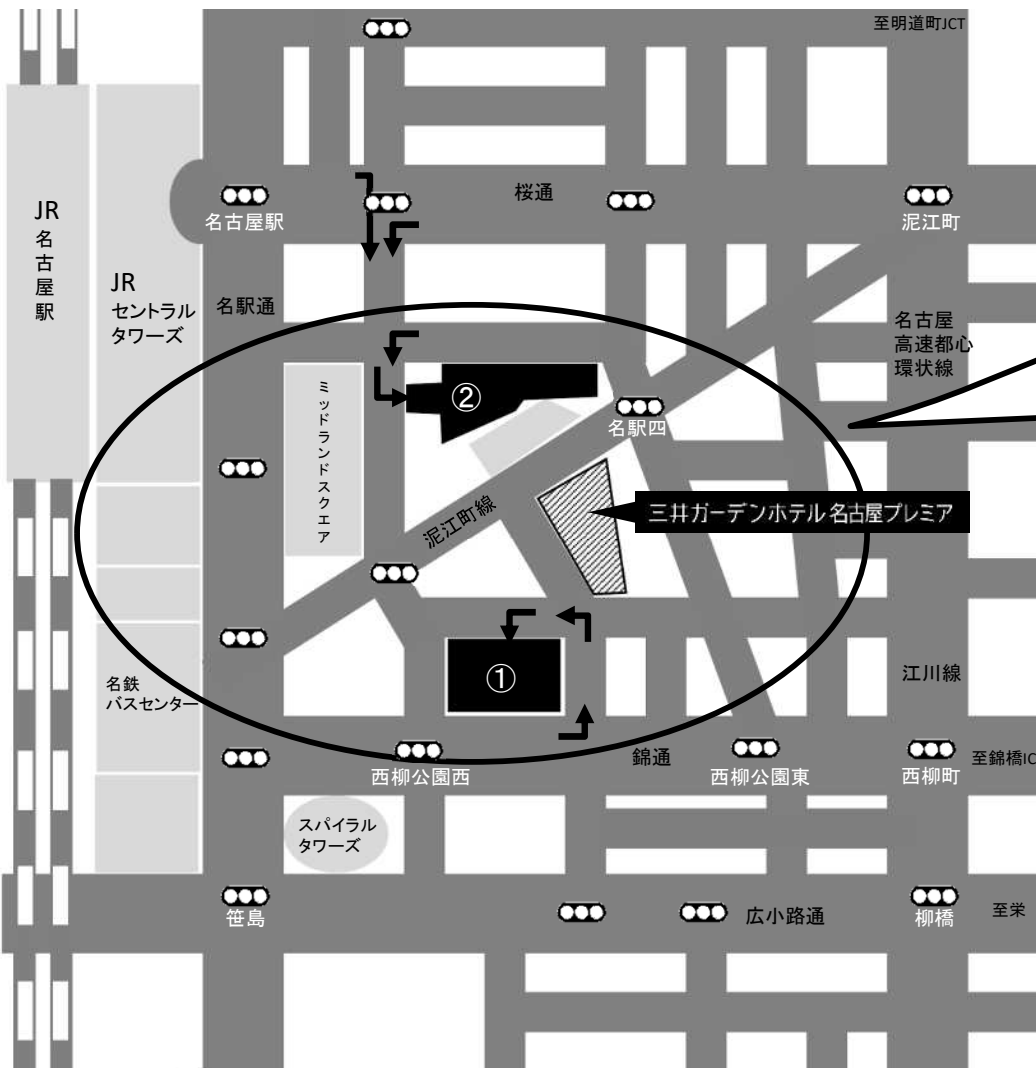 至明道町JCT
桜通
名古屋駅
泥江町
JR
名古屋駅
JR
セントラル
タワーズ
名駅通
名古屋
高速都心
環状線
ミッドランドスクエア
②
名駅四
泥江町線
三井ガーデンホテル名古屋プレミア
①
名鉄
バスセンター
江川線
錦通
西柳公園西
西柳公園東
西柳町
至錦橋IC
スパイラル
タワーズ
笹島
広小路通
柳橋
至栄